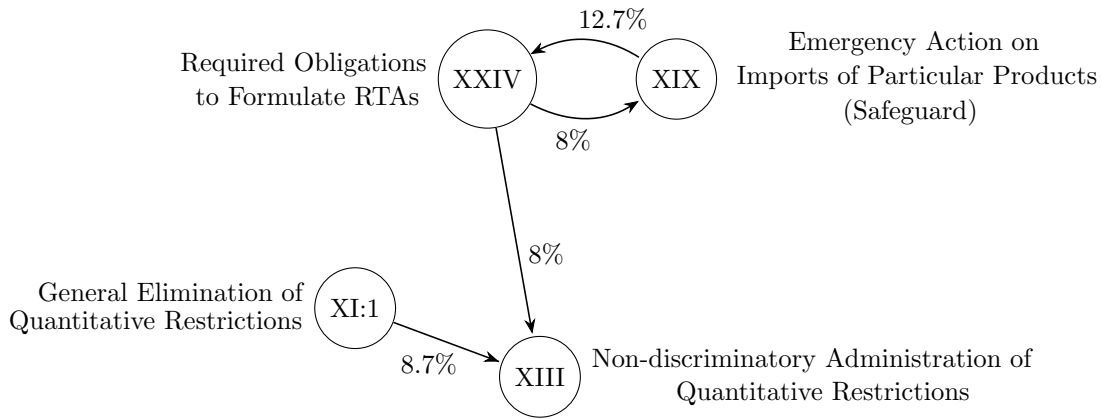 12.7%
Required Obligations
to Formulate RTAs
XXIV
XIX
Emergency Action on
Imports of Particular Products
(Safeguard)
8%
8%
General Elimination of
Quantitative Restrictions
XI:1
8.7%
XIII
Non-discriminatory Administration of
Quantitative Restrictions